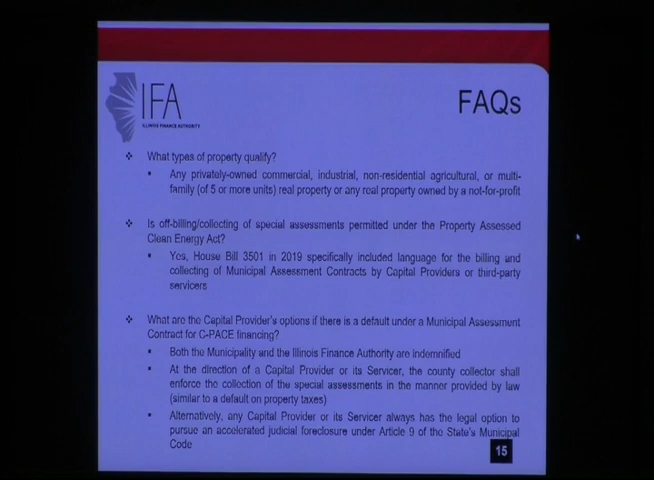 IFA
ILLINOIS FINANCE AUTHORITY
FAQs
What types of property qualify?
Any privately-owned commercial, industrial, non-residential agricultural, or multi-
family (of 5 or more units) real property or any real property owned by a not-for-profit
Is off-billing/collecting of special assessments permitted under the Property Assessed
Clean Energy Act?
Yes, House Bill 3501 in 2019 specifically included language for the billing and
collecting of Municipal Assessment Contracts by Capital Providers or third-party
servicers
What are the Capital Provider's options if there is a default under a Municipal Assessment
Contract for C-PACE financing?
Both the Municipality and the Illinois Finance Authority are indemnified
At the direction of a Capital Provider or its Servicer, the county collector shall
enforce the collection of the special assessments in the manner provided by law
(similar to a default on property taxes)
Alternatively, any Capital Provider or its Servicer always has the legal option to
pursue an accelerated judicial foreclosure under Article 9 of the State's Municipal
Code
15